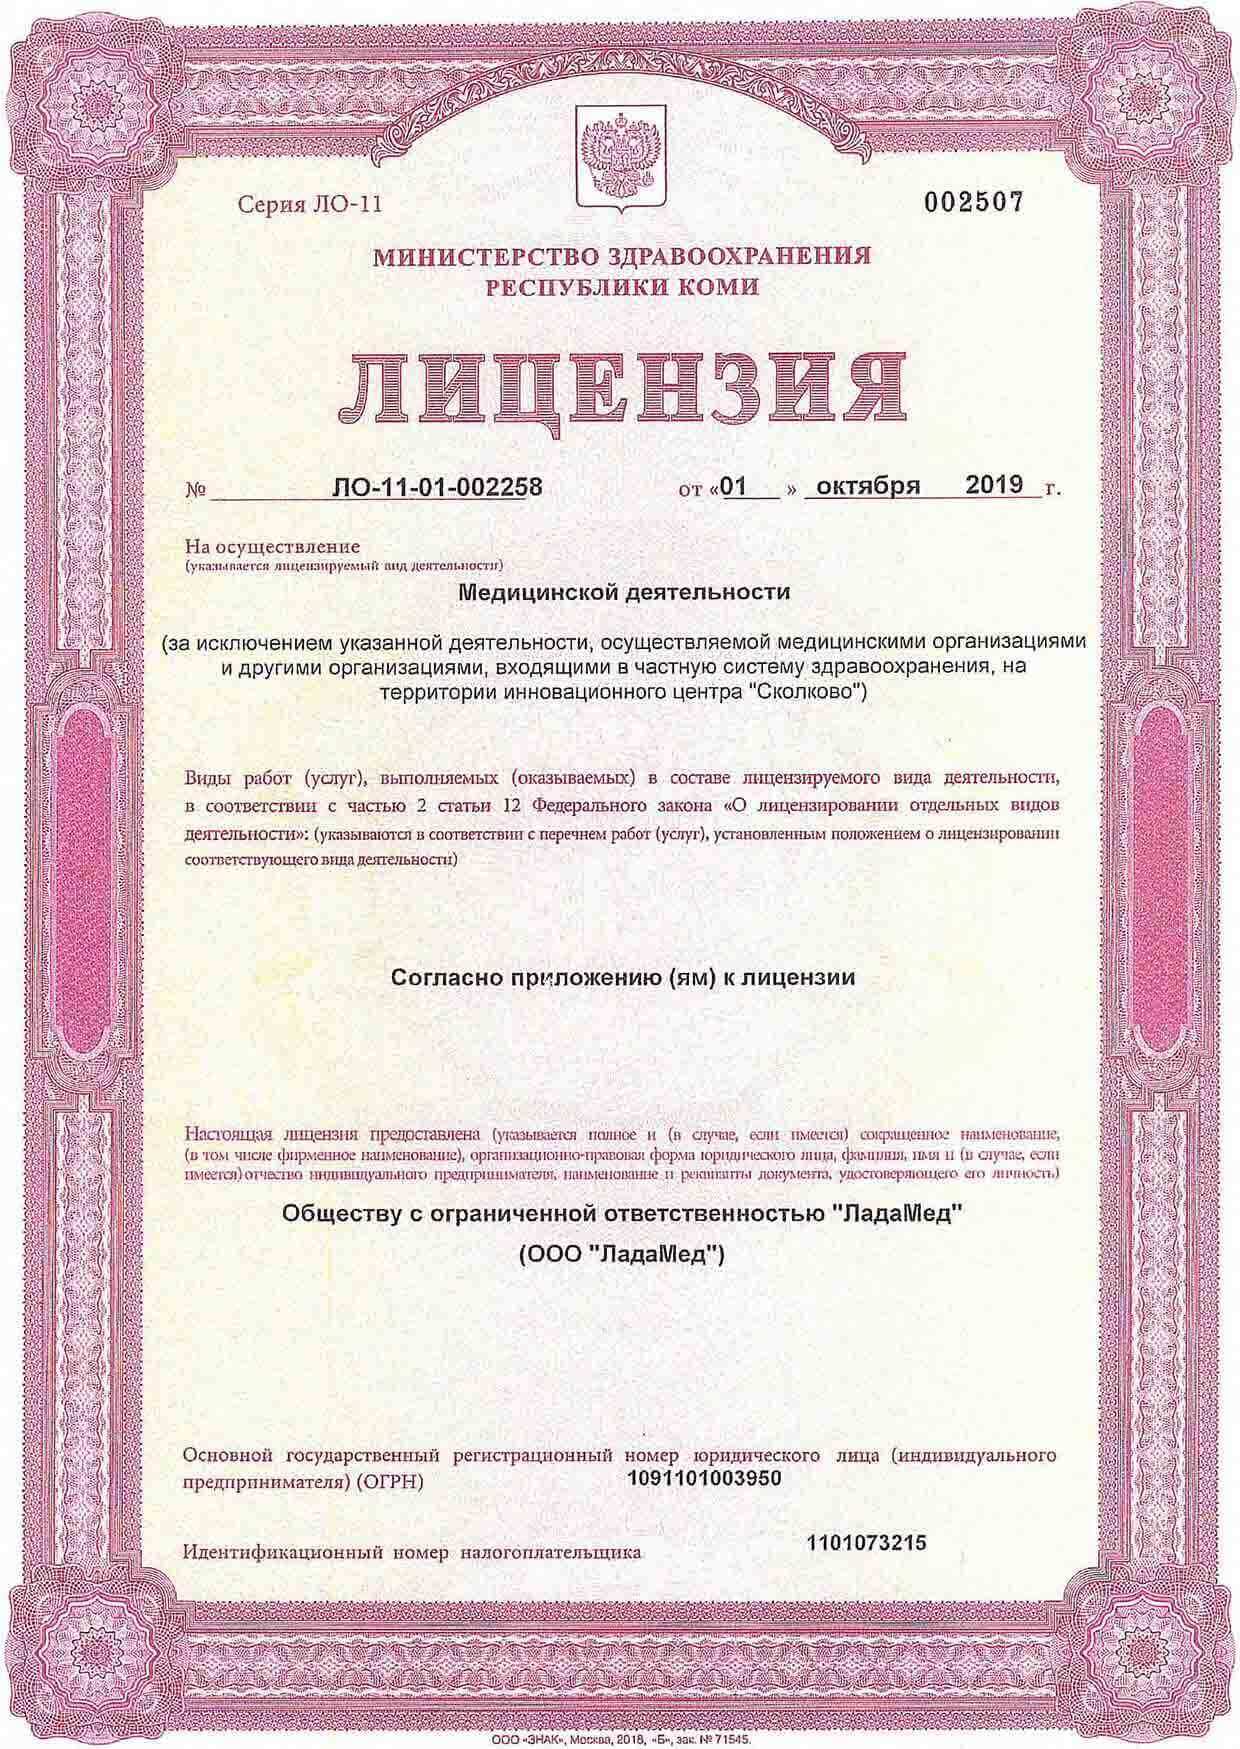 Серия ЛО-11
002507
МИНИСТЕРСТВО ЗДРАВООХРАНЕНИЯ
РЕСПУБЛИКИ КОМИ
ЛИЦЕНЗИЯ
№ ЛО-11-01-002258 от «01 » октября 2019 г.
На осуществление
(указывается лицензируемый вид деятельности)
Медицинской деятельности
(за исключением указанной деятельности, осуществляемой медицинскими организациями
и другими организациями, входящими в частную систему здравоохранения, на
территории инновационного центра "Сколково")
Виды работ (услуг), выполняемых (оказываемых) в составе лицензируемого вида деятельности,
в соответствии с частью 2 статьи 12 Федерального закона «О лицензировании отдельных видов
деятельности»: (указываются в соответствии с перечнем работ (услуг), установленным положением о лицензировании
соответствующего вида деятельности)
Согласно приложению (ям) к лицензии
Настоящая лицензия предоставлена (указывается полное и (в случае, если имеется) сокращенное наименование,
(в том числе фирменное наименование), организационно-правовая форма юридического лица, фамилия, имя и (в случае, если
имеется) отчество индивидуального предпринимателя, наименование и реквизиты документа, удостоверяющего его личность)
Обществу с ограниченной ответственностью "ЛадаМед"
(ООО "ЛадаМед")
Основной государственный регистрационный номер юридического лица (индивидуального
предпринимателя) (ОГРН) 1091101003950
Идентификационный номер налогоплательщика 1101073215
ООО «ЗНАК», Москва, 2018, «Б», зак. № 71545.